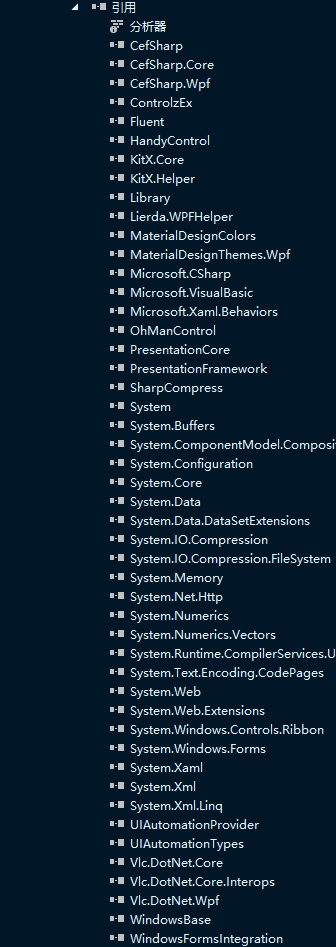 引用
分析器
CefSharp
CefSharp.Core
CefSharp.Wpf
ControlzEx
Fluent
HandyControl
KitX.Core
KitX.Helper
Library
Lierda.WPFHelper
MaterialDesignColors
MaterialDesignThemes.Wpf
Microsoft.CSharp
Microsoft.VisualBasic
Microsoft.Xaml.Behaviors
OhManControl
PresentationCore
PresentationFramework
SharpCompress
System
System.Buffers
System.ComponentModel.Composit
System.Configuration
System.Core
System.Data
System.Data.DataSetExtensions
System.IO.Compression
System.IO.Compression.FileSystem
System.Memory
System.Net.Http
System.Numerics
System.Numerics.Vectors
System.Runtime.CompilerServices.U
System.Text.Encoding.CodePages
System.Web
System.Web.Extensions
System.Windows.Controls.Ribbon
System.Windows.Forms
System.Xaml
System.Xml
System.Xml.Linq
UIAutomationProvider
UIAutomationTypes
Vlc.DotNet.Core
Vlc.DotNet.Core.Interops
Vlc.DotNet.Wpf
WindowsBase
WindowsFormsIntegration